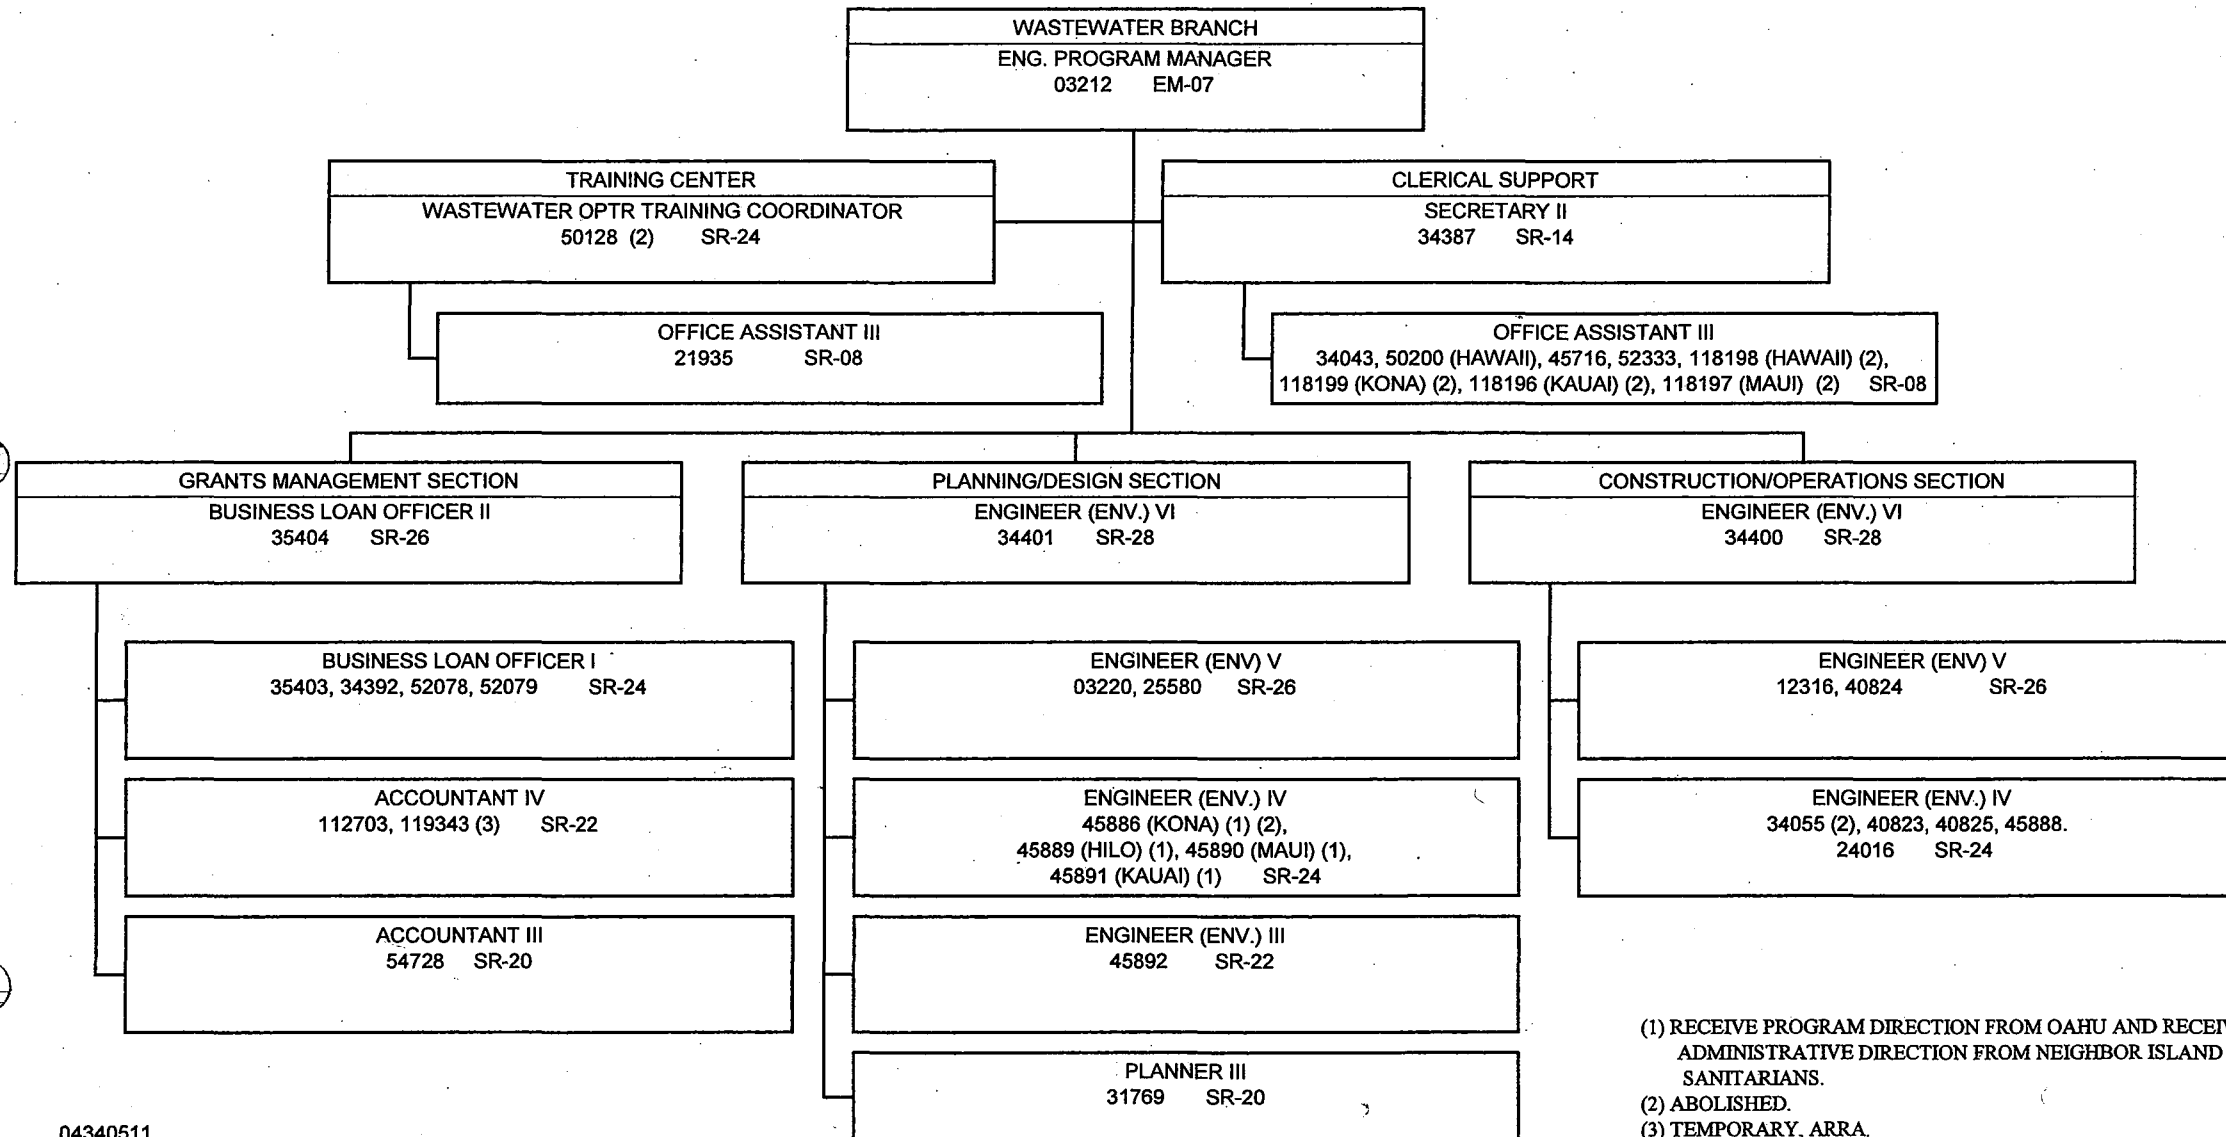 WASTEWATER BRANCH
ENG. PROGRAM MANAGER
03212 EM-07
TRAINING CENTER
WASTEWATER OPTR TRAINING COORDINATOR
50128 (2) SR-24
CLERICAL SUPPORT
SECRETARY II
34387 SR-14
OFFICE ASSISTANT III
21935 SR-08
OFFICE ASSISTANT III
34043, 50200 (HAWAII), 45716, 52333, 118198 (HAWAII) (2),
118199 (KONA) (2), 118196 (KAUAI) (2), 118197 (MAUI) (2) SR-08
GRANTS MANAGEMENT SECTION
BUSINESS LOAN OFFICER II
35404 SR-26
BUSINESS LOAN OFFICER I
35403, 34392, 52078, 52079 SR-24
ACCOUNTANT IV
112703, 119343 (3) SR-22
ACCOUNTANT III
54728 SR-20
PLANNING/DESIGN SECTION
ENGINEER (ENV.) VI
34401 SR-28
ENGINEER (ENV) V
03220, 25580 SR-26
ENGINEER (ENV.) IV
45886 (KONA) (1) (2),
45889 (HILO) (1), 45890 (MAUI) (1),
45891 (KAUAI) (1) SR-24
ENGINEER (ENV.) III
45892 SR-22
PLANNER III
31769 SR-20
CONSTRUCTION/OPERATIONS SECTION
ENGINEER (ENV.) VI
34400 SR-28
ENGINEER (ENV) V
12316, 40824 SR-26
ENGINEER (ENV.) IV
34055 (2), 40823, 40825, 45888.
24016 SR-24
(1) RECEIVE PROGRAM DIRECTION FROM OAHU AND
ADMINISTRATIVE DIRECTION FROM NEIGHBOR ISLAND
SANITARIANS.
(2) ABOLISHED.
(3) TEMPORARY, ARRA.
04340511